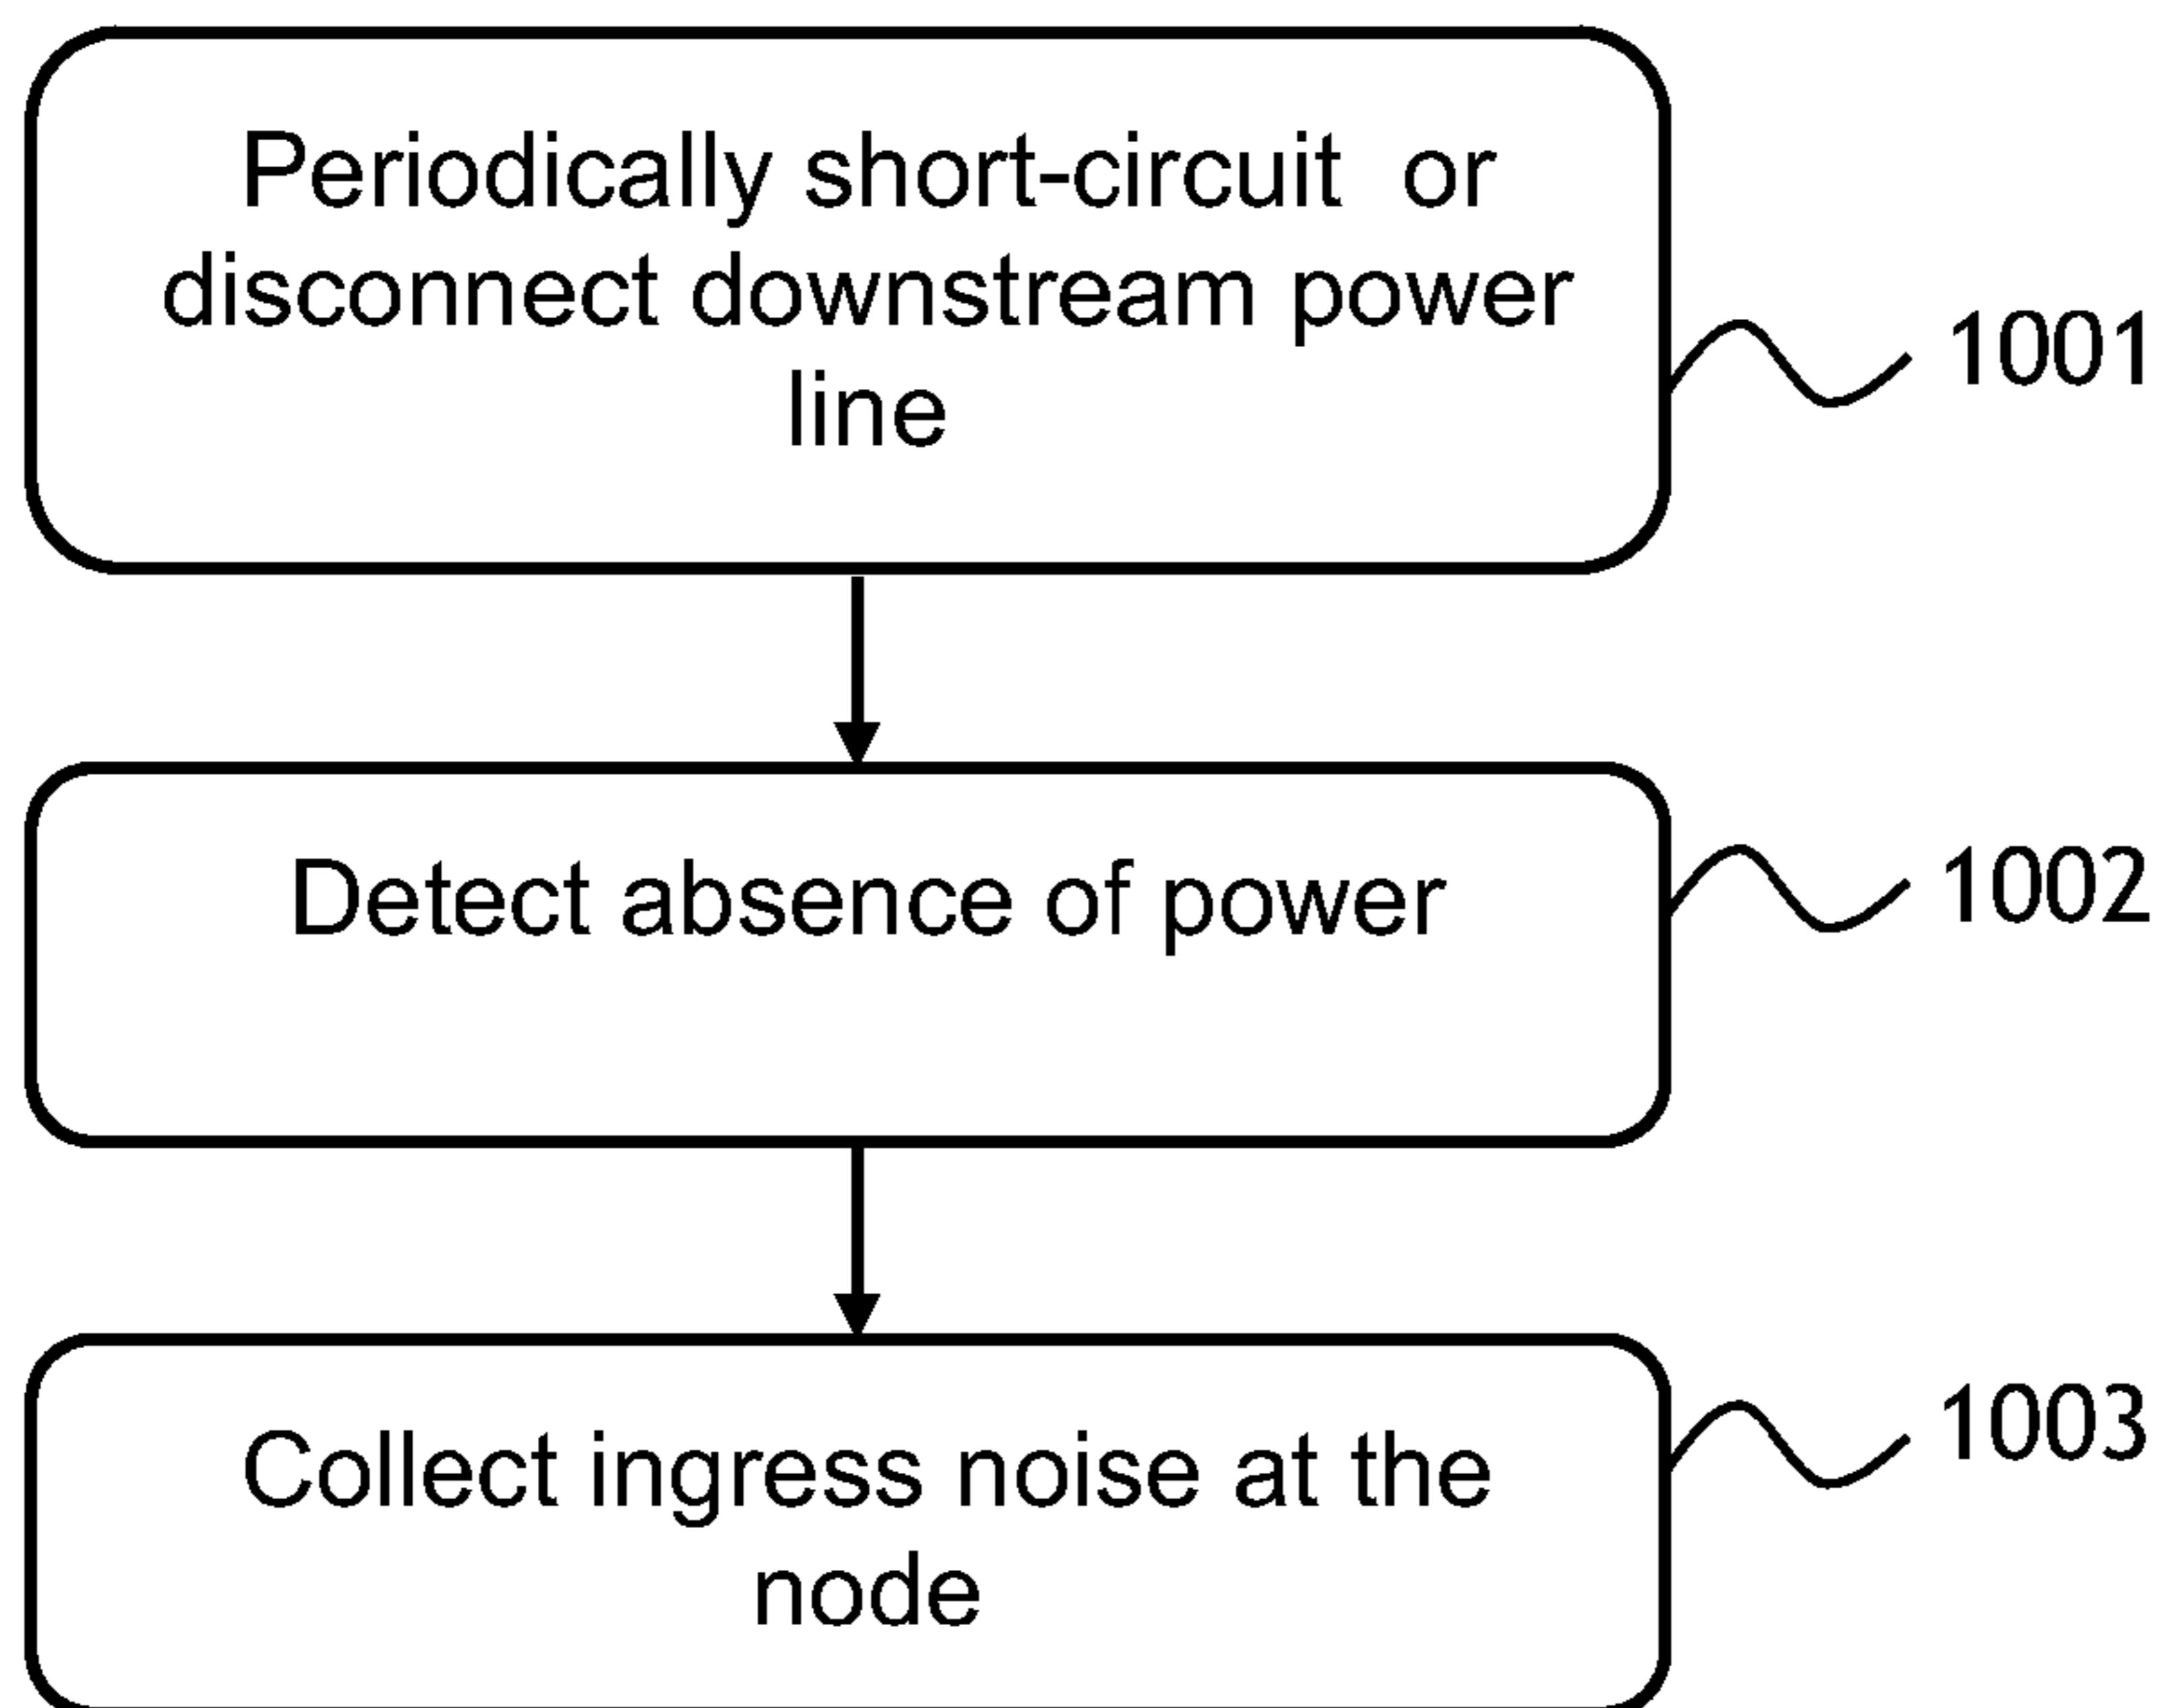 Periodically short-circuit or
disconnect downstream power
line
1001
Detect absence of power
1002
Collect ingress noise at the
node
1003